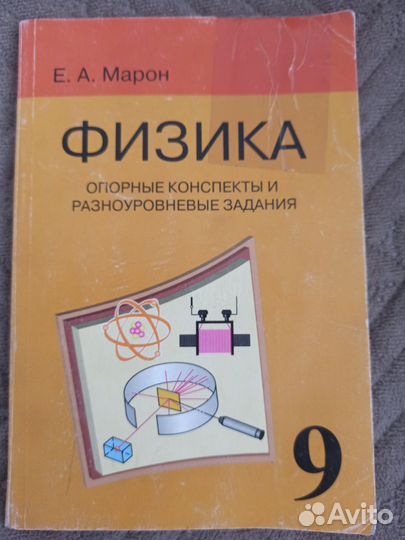 Е. А. Марон
ФИЗИКА
ОПОРНЫЕ КОНСПЕКТЫ И
РАЗНОУРОВНЕВЫЕ ЗАДАНИЯ
9
Avito